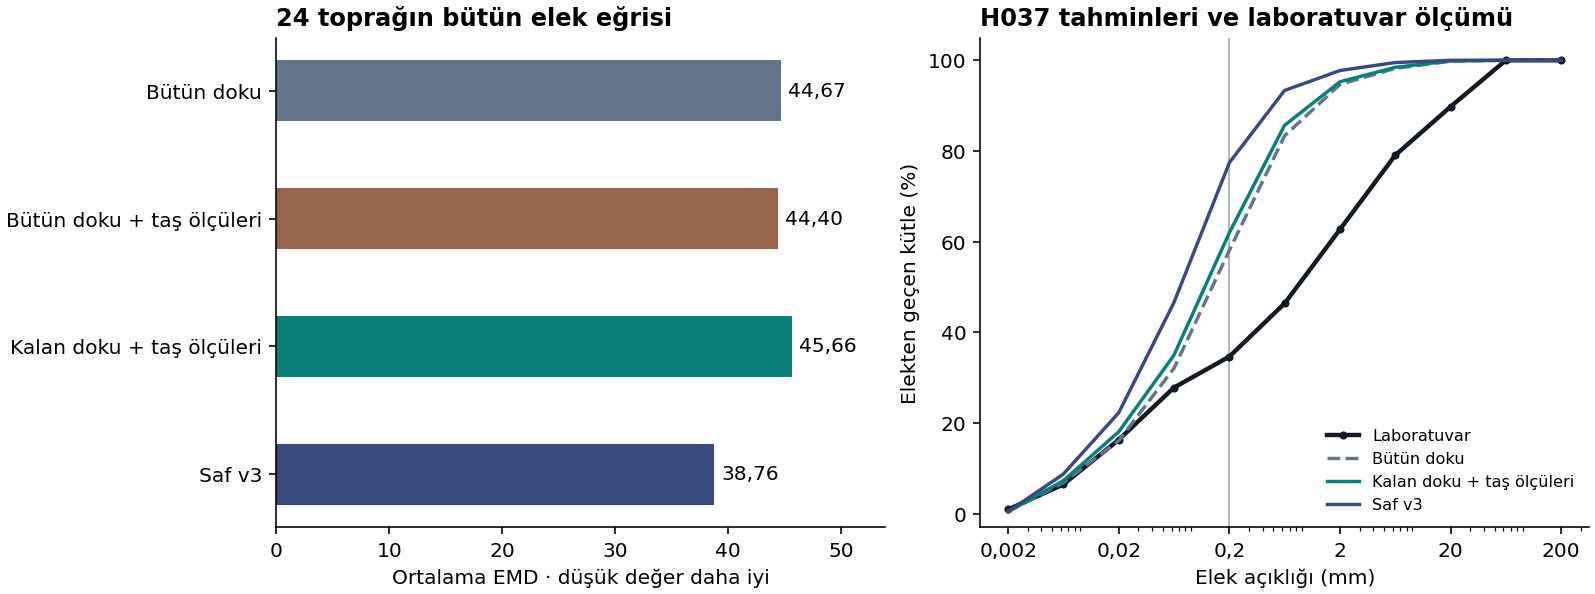 24 toprağın bütün elek eğrisi
Bütün doku
44,67
Bütün doku + taş ölçüleri
44,40
Kalan doku + taş ölçüleri
45,66
Saf v3
38,76
0 10 20 30 40 50
Ortalama EMD · düşük değer daha iyi
H037 tahminleri ve laboratuvar ölçümü
Elekten geçen kütle (%)
100
80
60
40
20
0
Laboratuvar
Bütün doku
Kalan doku + taş ölçüleri
Saf v3
0,002 0,02 0,2 2 20 200
Elek açıklığı (mm)